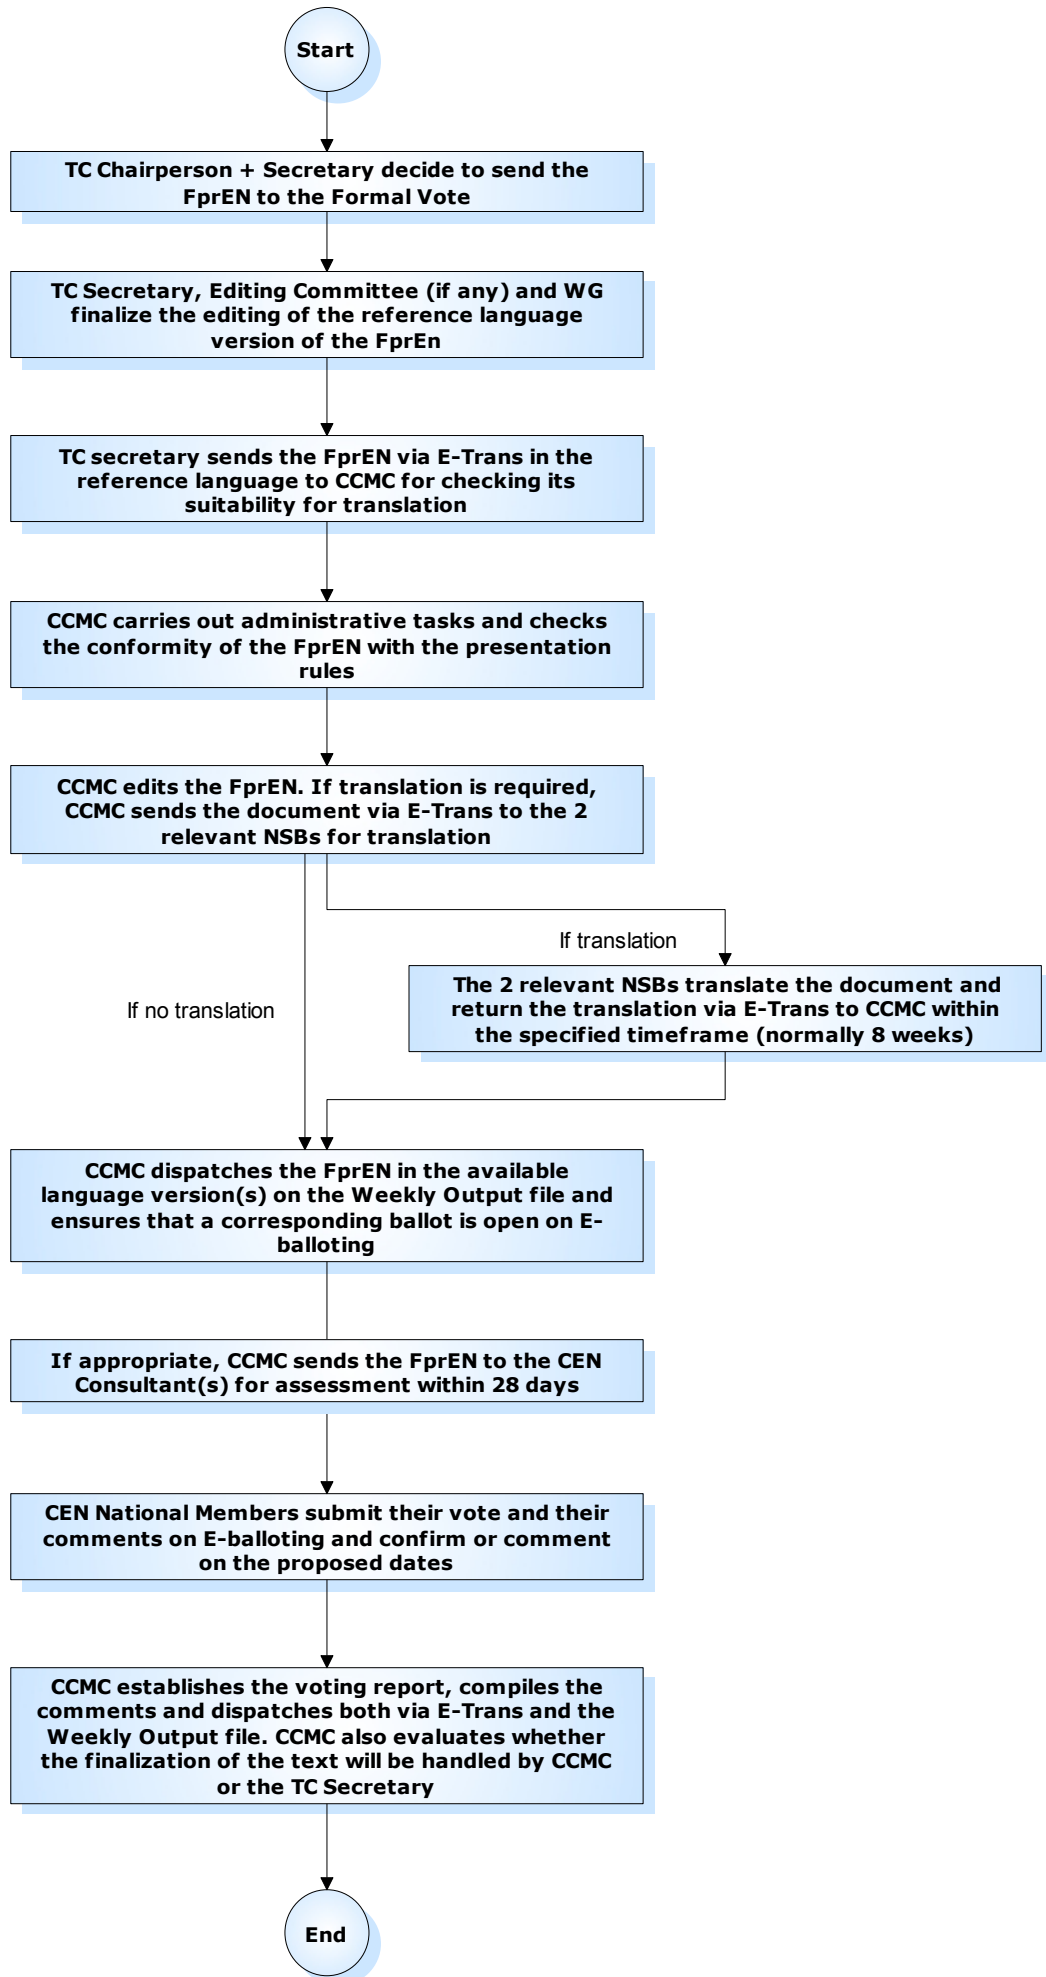 Start
TC Chairperson + Secretary decide to send the
FprEN to the Formal Vote
TC Secretary, Editing Committee (if any) and WG
finalize the editing of the reference language
version of the FprEn
TC secretary sends the FprEN via E-Trans in the
reference language to CCMC for checking its
suitability for translation
CCMC carries out administrative tasks and checks
the conformity of the FprEN with the presentation
rules
CCMC edits the FprEN. If translation is required,
CCMC sends the document via E-Trans to the 2
relevant NSBs for translation
If translation
The 2 relevant NSBs translate the document and
return the translation via E-Trans to CCMC within
the specified timeframe (normally 8 weeks)
If no translation
CCMC dispatches the FprEN in the available
language version(s) on the Weekly Output file and
ensures that a corresponding ballot is open on E-
balloting
If appropriate, CCMC sends the FprEN to the CEN
Consultant(s) for assessment within 28 days
CEN National Members submit their vote and their
comments on E-balloting and confirm or comment
on the proposed dates
CCMC establishes the voting report, compiles the
comments and dispatches both via E-Trans and the
Weekly Output file. CCMC also evaluates whether
the finalization of the text will be handled by CCMC
or the TC Secretary
End